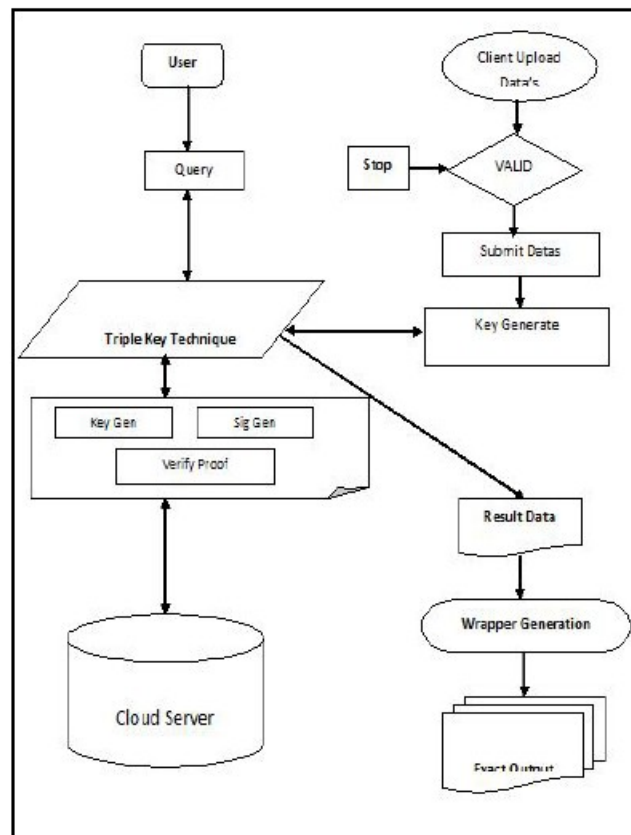 User
Client Upload
Data's
Query
Stop
VALID
Submit Datas
Triple Key Technique
Key Generate
Key Gen
Sig Gen
Verify Proof
Result Data
Wrapper Generation
Cloud Server
Exact Output